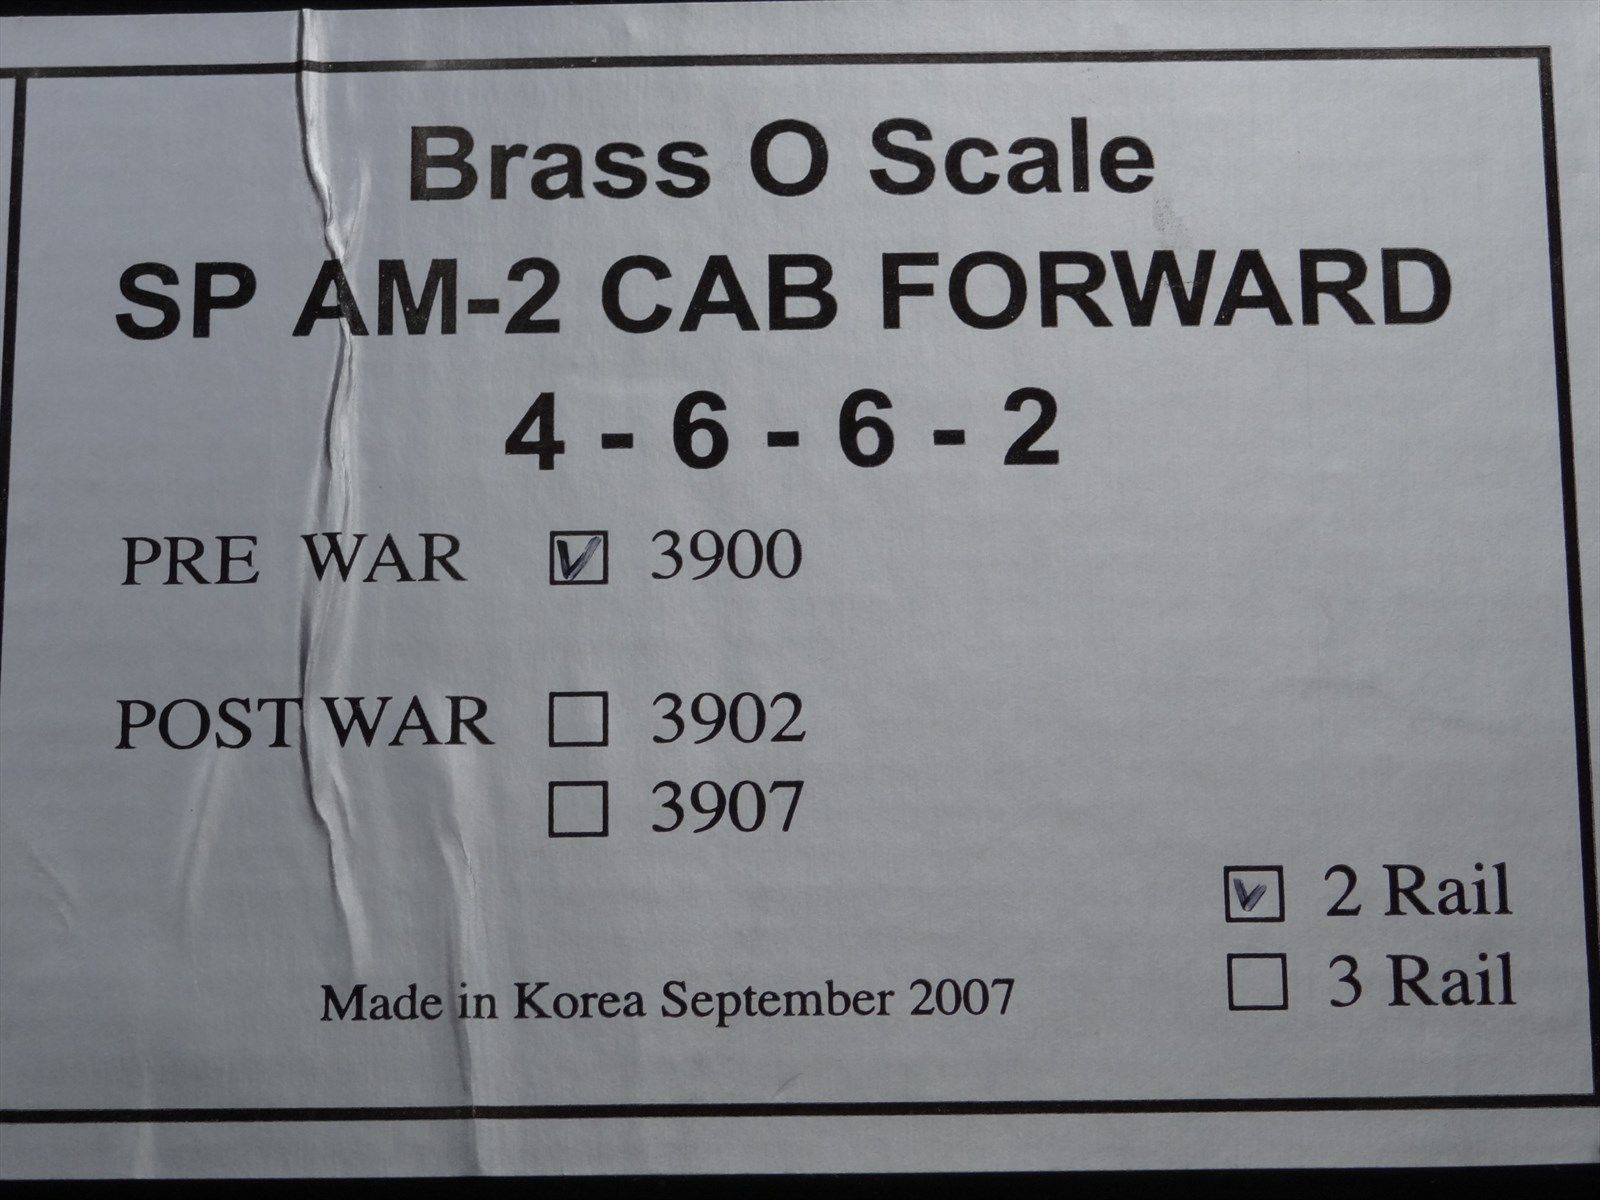 Brass O Scale
SP AM-2 CAB FORWARD
4 - 6 - 6 - 2
PRE WAR ☑ 3900
POST WAR ☐ 3902
☐ 3907
☑ 2 Rail
☐ 3 Rail
Made in Korea September 2007